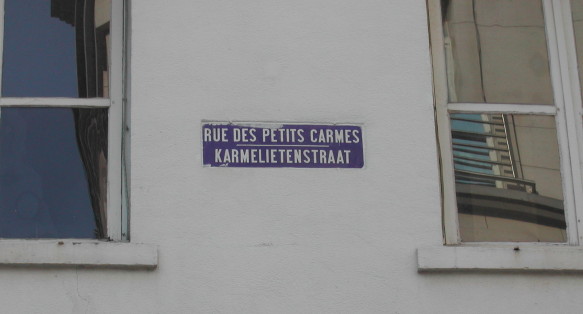 RUE DES PETITS CARMES
KARMELIETENSTRAAT